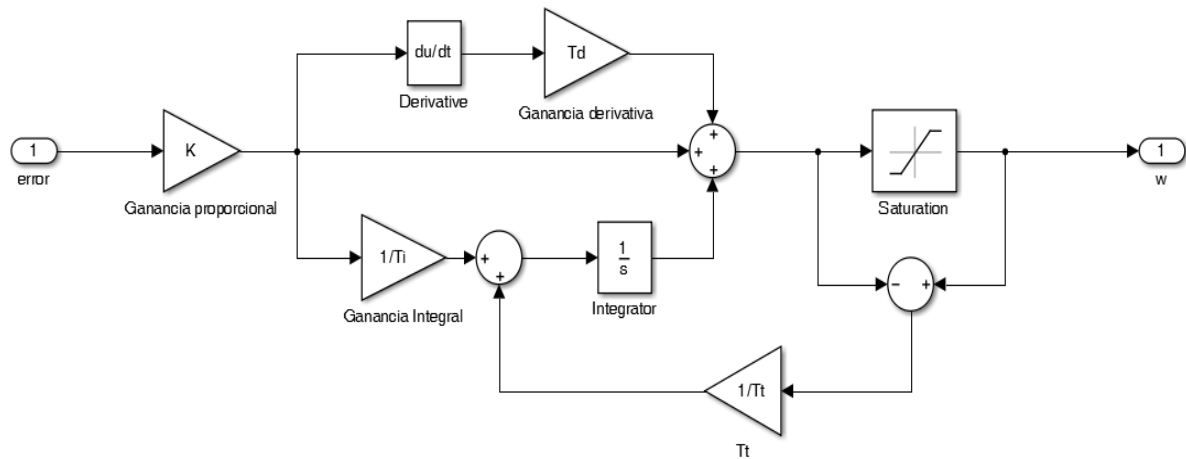 du/dt
Derivative
Td
Ganancia derivativa
1
error
K
Ganancia proporcional
+
+
+
Saturation
1
w
1/Ti
Ganancia Integral
+
+
1
s
Integrator
− +
1/Tt
Tt